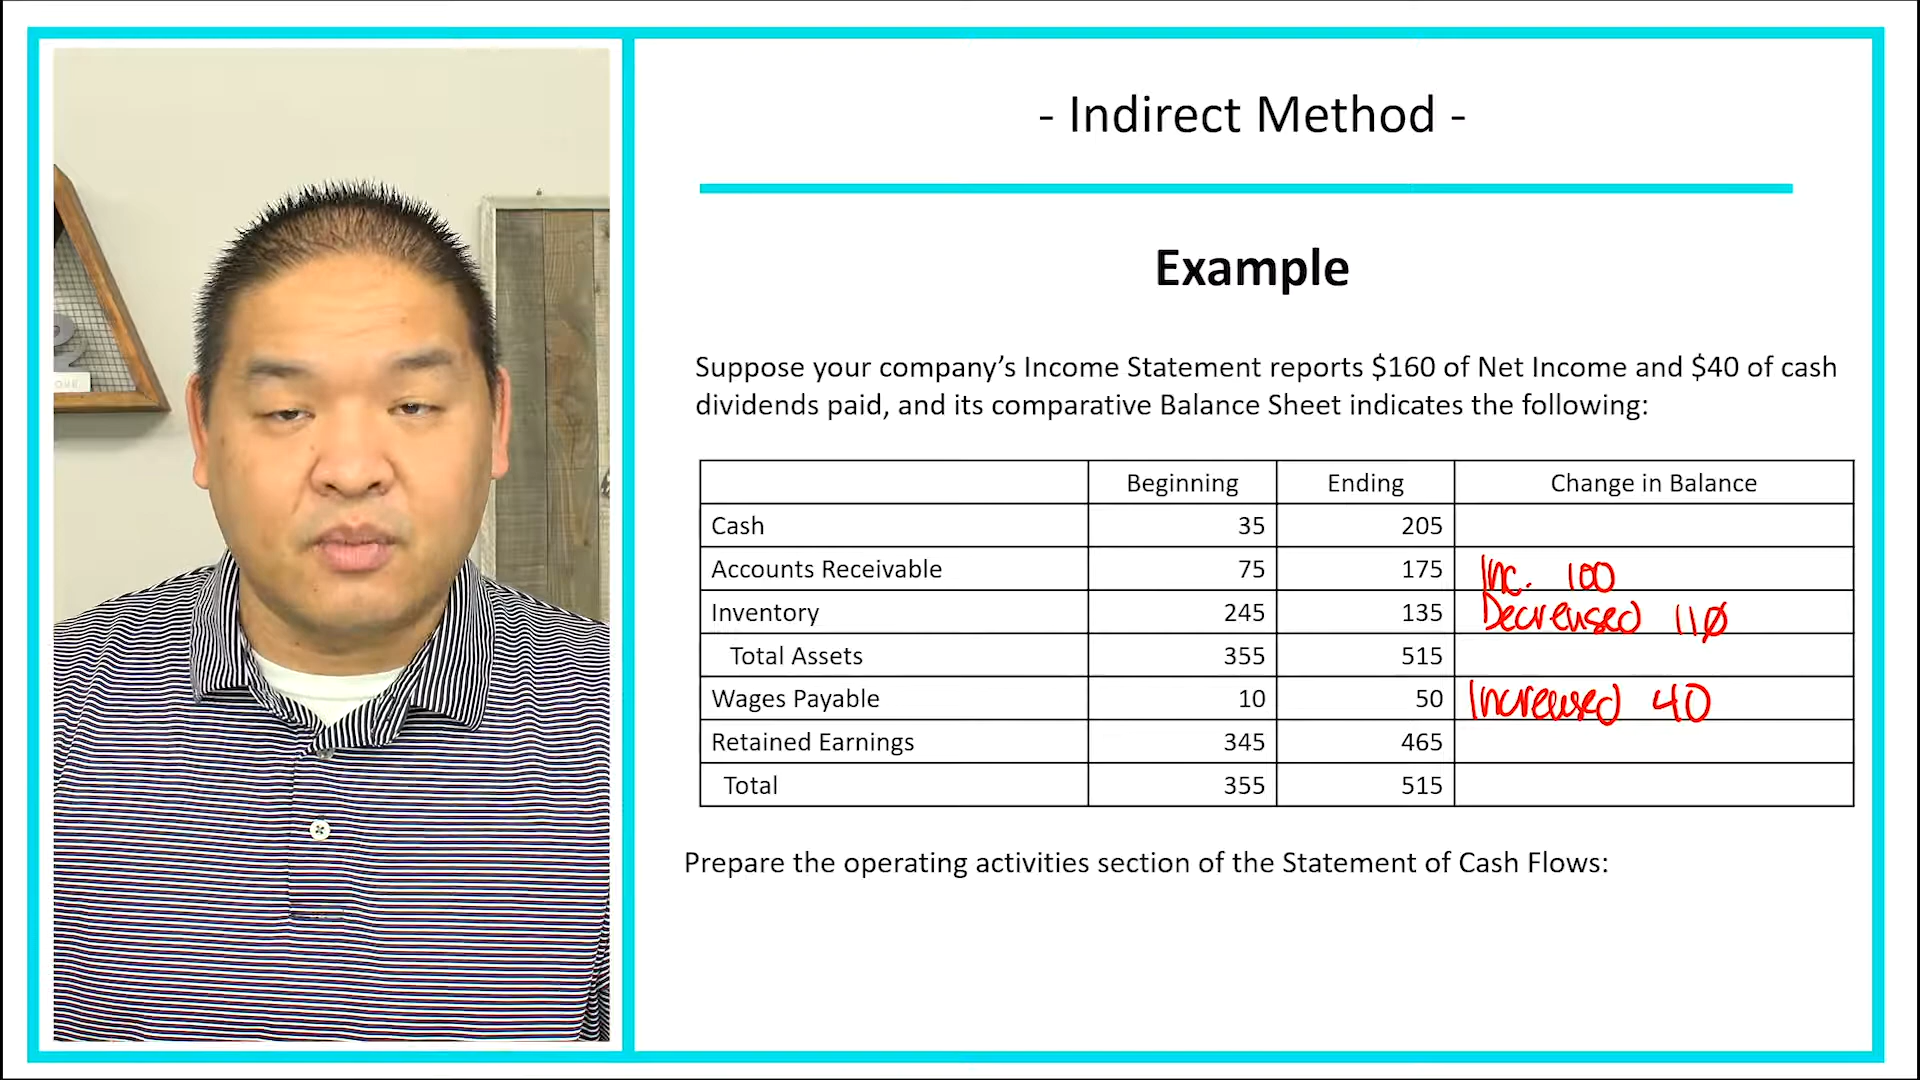 - Indirect Method -
Example
Suppose your company’s Income Statement reports $160 of Net Income and $40 of cash
dividends paid, and its comparative Balance Sheet indicates the following:
Beginning Ending Change in Balance
Cash 35 205
Accounts Receivable 75 175 Inc. 100
Inventory 245 135 Decreased 110
Total Assets 355 515
Wages Payable 10 50 Increased 40
Retained Earnings 345 465
Total 355 515
Prepare the operating activities section of the Statement of Cash Flows: